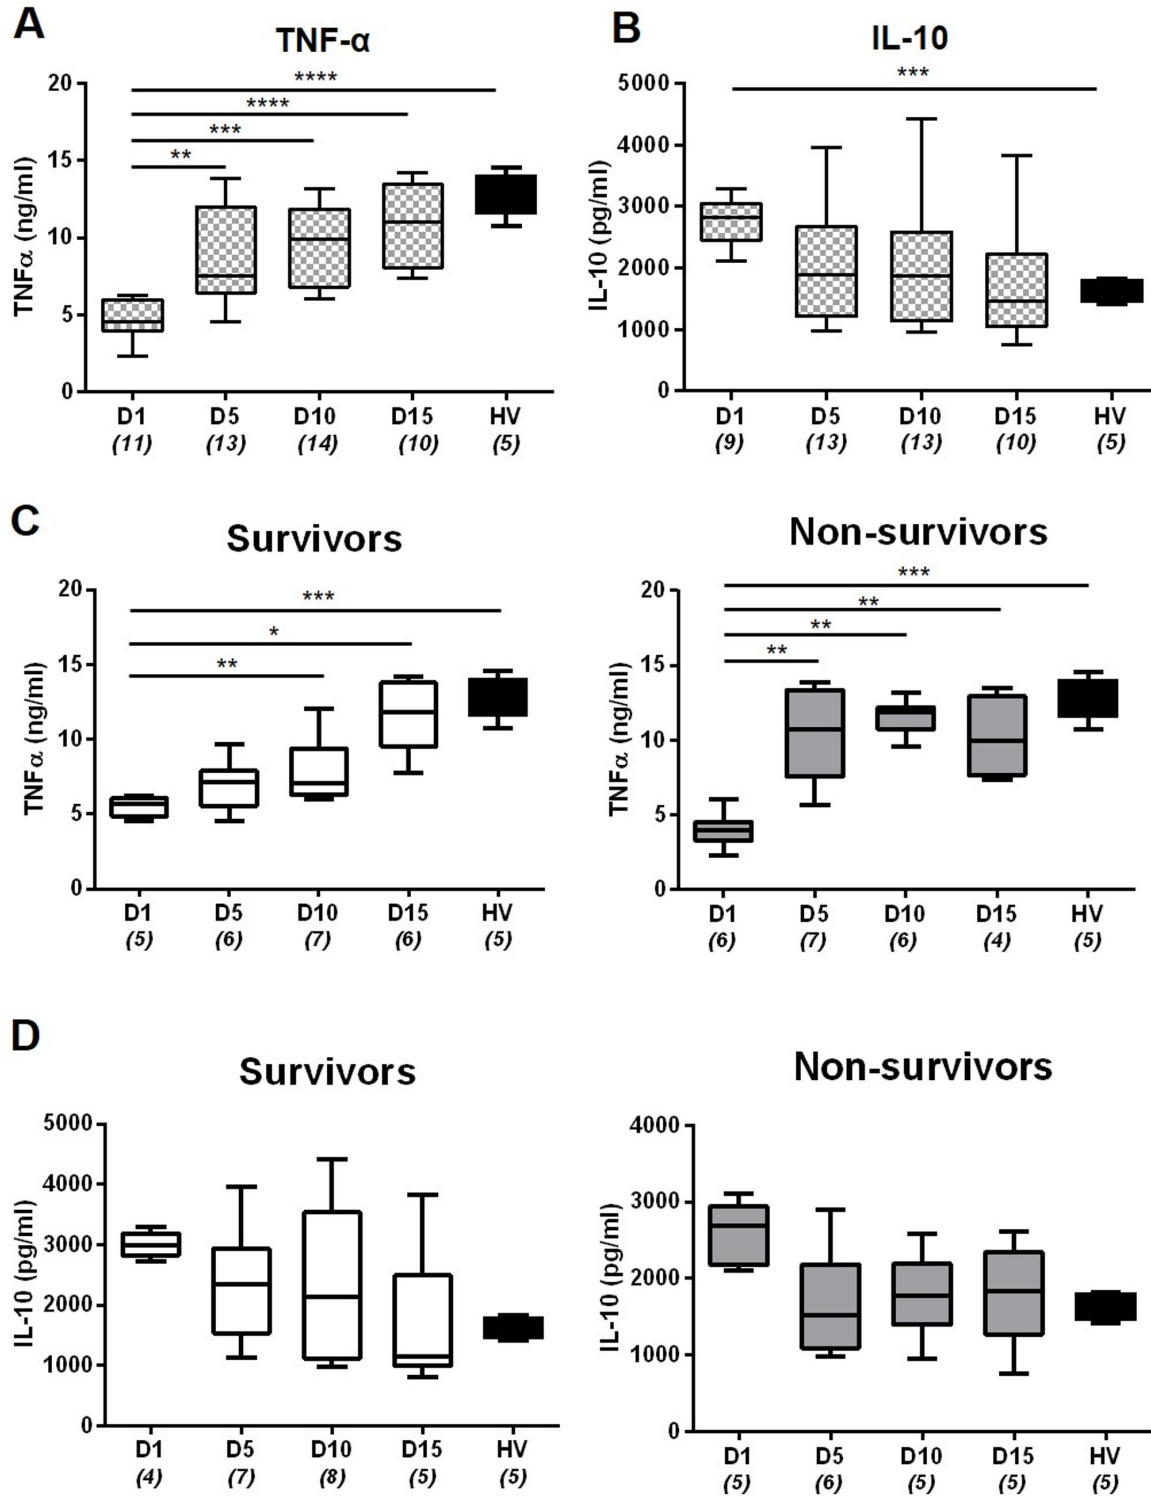 A
TNF-α
TNFα (ng/ml)
20
15
10
5
0
****
****
***
**
D1 D5 D10 D15 HV
(11) (13) (14) (10) (5)
B
IL-10
IL-10 (pg/ml)
5000
4000
3000
2000
1000
0
***
D1 D5 D10 D15 HV
(9) (13) (13) (10) (5)
C
Survivors
TNFα (ng/ml)
20
15
10
5
0
***
*
**
D1 D5 D10 D15 HV
(5) (6) (7) (6) (5)
Non-survivors
TNFα (ng/ml)
20
15
10
5
0
***
**
**
**
D1 D5 D10 D15 HV
(6) (7) (6) (4) (5)
D
Survivors
IL-10 (pg/ml)
5000
4000
3000
2000
1000
0
D1 D5 D10 D15 HV
(4) (7) (8) (5) (5)
Non-survivors
IL-10 (pg/ml)
4000
3000
2000
1000
0
D1 D5 D10 D15 HV
(5) (6) (5) (5) (5)